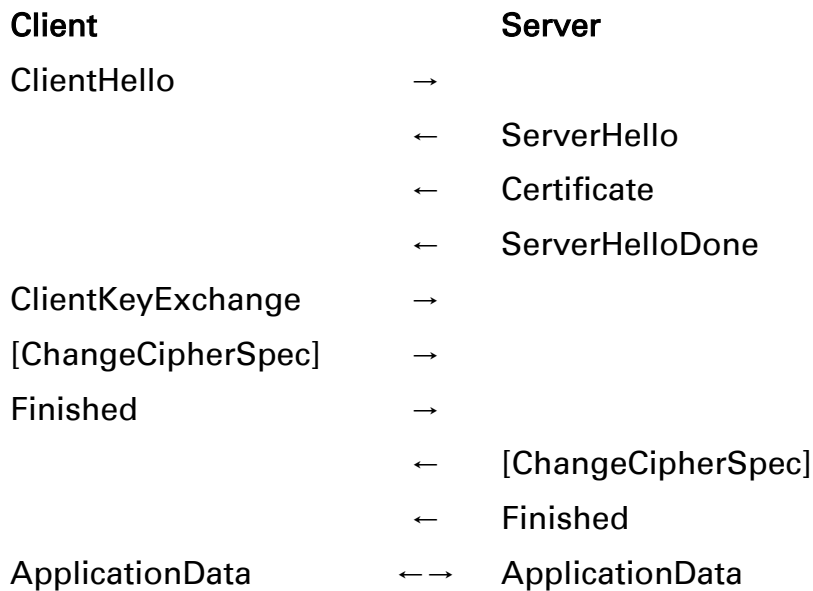 Client Server
ClientHello →
← ServerHello
← Certificate
← ServerHelloDone
ClientKeyExchange →
[ChangeCipherSpec] →
Finished →
← [ChangeCipherSpec]
← Finished
ApplicationData ←→ ApplicationData